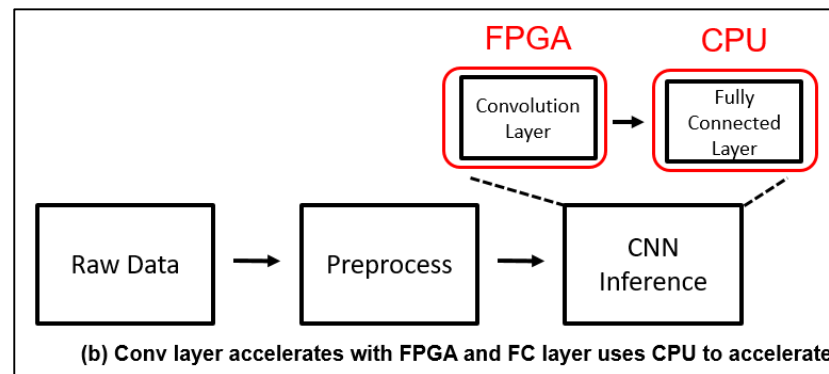 FPGA CPU
Convolution
Layer
Fully
Connected
Layer
Raw Data
Preprocess
CNN
Inference
(b) Conv layer accelerates with FPGA and FC layer uses CPU to accelerate